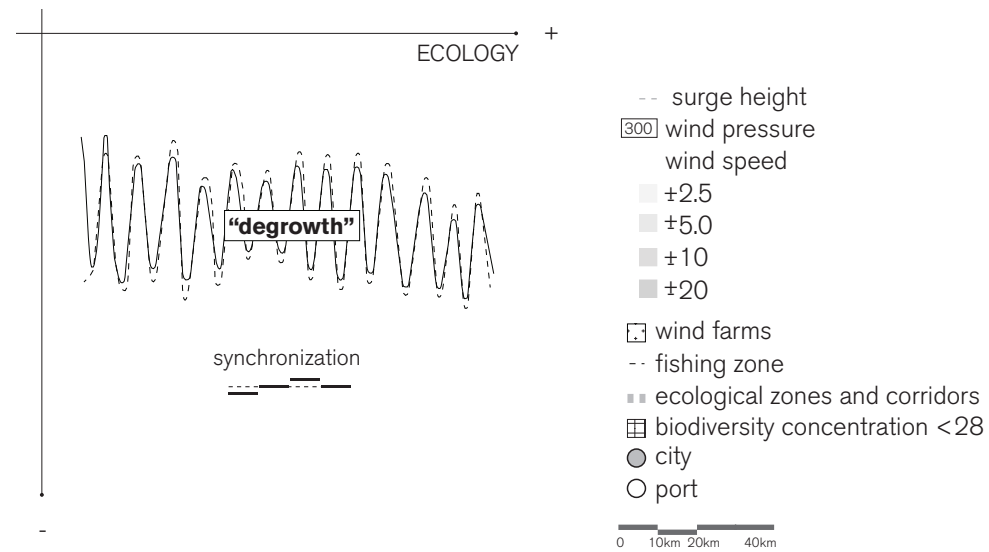 +
ECOLOGY
“degrowth”
synchronization
-
surge height
300 wind pressure
wind speed
±2.5
±5.0
±10
±20
wind farms
fishing zone
ecological zones and corridors
biodiversity concentration <28
city
port
0 10km 20km 40km